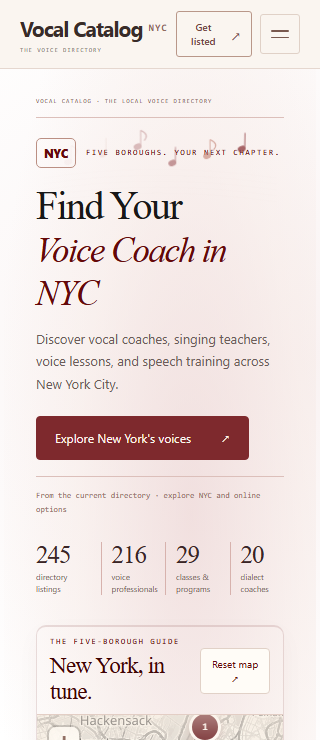 Vocal Catalog NYC
THE VOICE DIRECTORY
Get listed ↗
VOCAL CATALOG · THE LOCAL VOICE DIRECTORY
NYC
FIVE BOROUGHS. YOUR NEXT CHAPTER.
Find Your
Voice Coach in
NYC
Discover vocal coaches, singing teachers,
voice lessons, and speech training across
New York City.
Explore New York's voices ↗
From the current directory · explore NYC and online
options
245
directory
listings
216
voice
professionals
29
classes &
programs
20
dialect
coaches
THE FIVE-BOROUGH GUIDE
New York, in
tune.
Reset map
↗
Hackensack
1